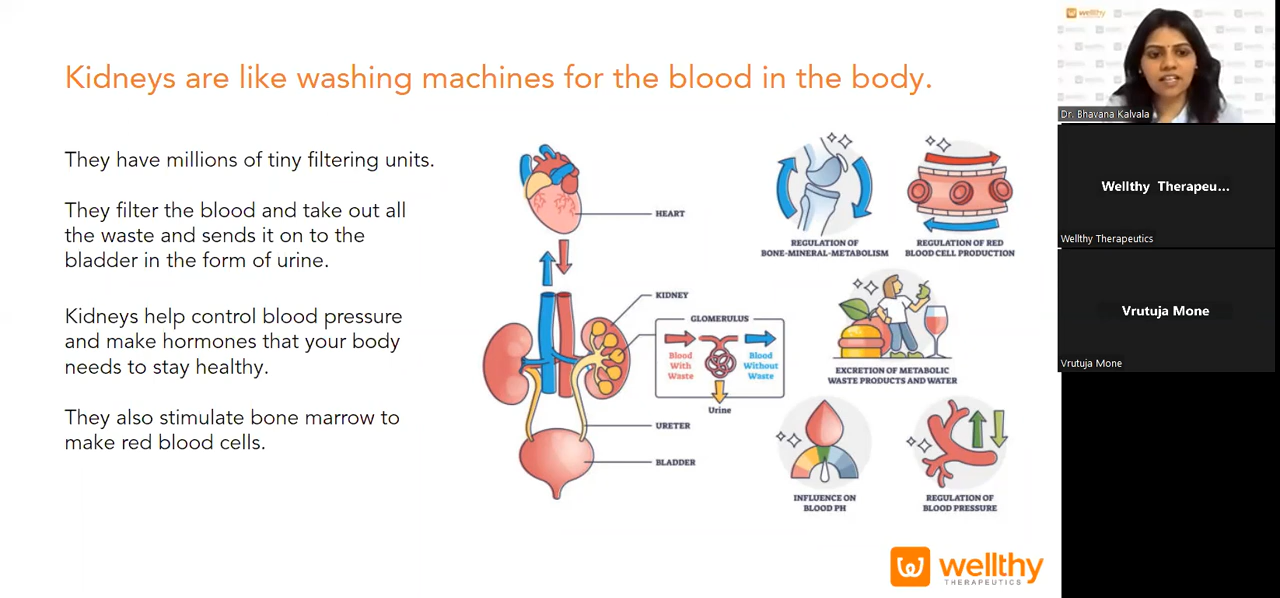 Kidneys are like washing machines for the blood in the body.
They have millions of tiny filtering units.
They filter the blood and take out all
the waste and sends it on to the
bladder in the form of urine.
Kidneys help control blood pressure
and make hormones that your body
needs to stay healthy.
They also stimulate bone marrow to
make red blood cells.
HEART
KIDNEY
GLOMERULUS
Blood
With
Waste
Blood
Without
Waste
Urine
URETER
BLADDER
REGULATION OF
BONE-MINERAL-METABOLISM
REGULATION OF RED
BLOOD CELL PRODUCTION
EXCRETION OF METABOLIC
WASTE PRODUCTS AND WATER
INFLUENCE ON
BLOOD PH
REGULATION OF
BLOOD PRESSURE
wellthy
THERAPEUTICS
wellthy
Dr. Bhavana Kalvala
Wellthy Therapeu...
Wellthy Therapeutics
Vrutuja Mone
Vrutuja Mone